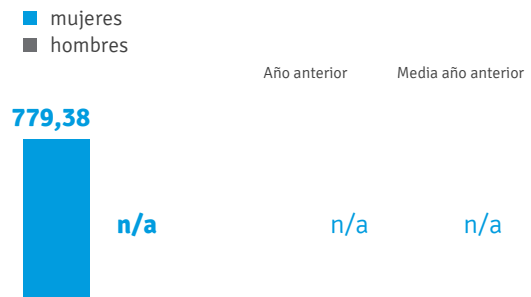 mujeres
hombres
Año anterior Media año anterior
779,38
n/a n/a n/a